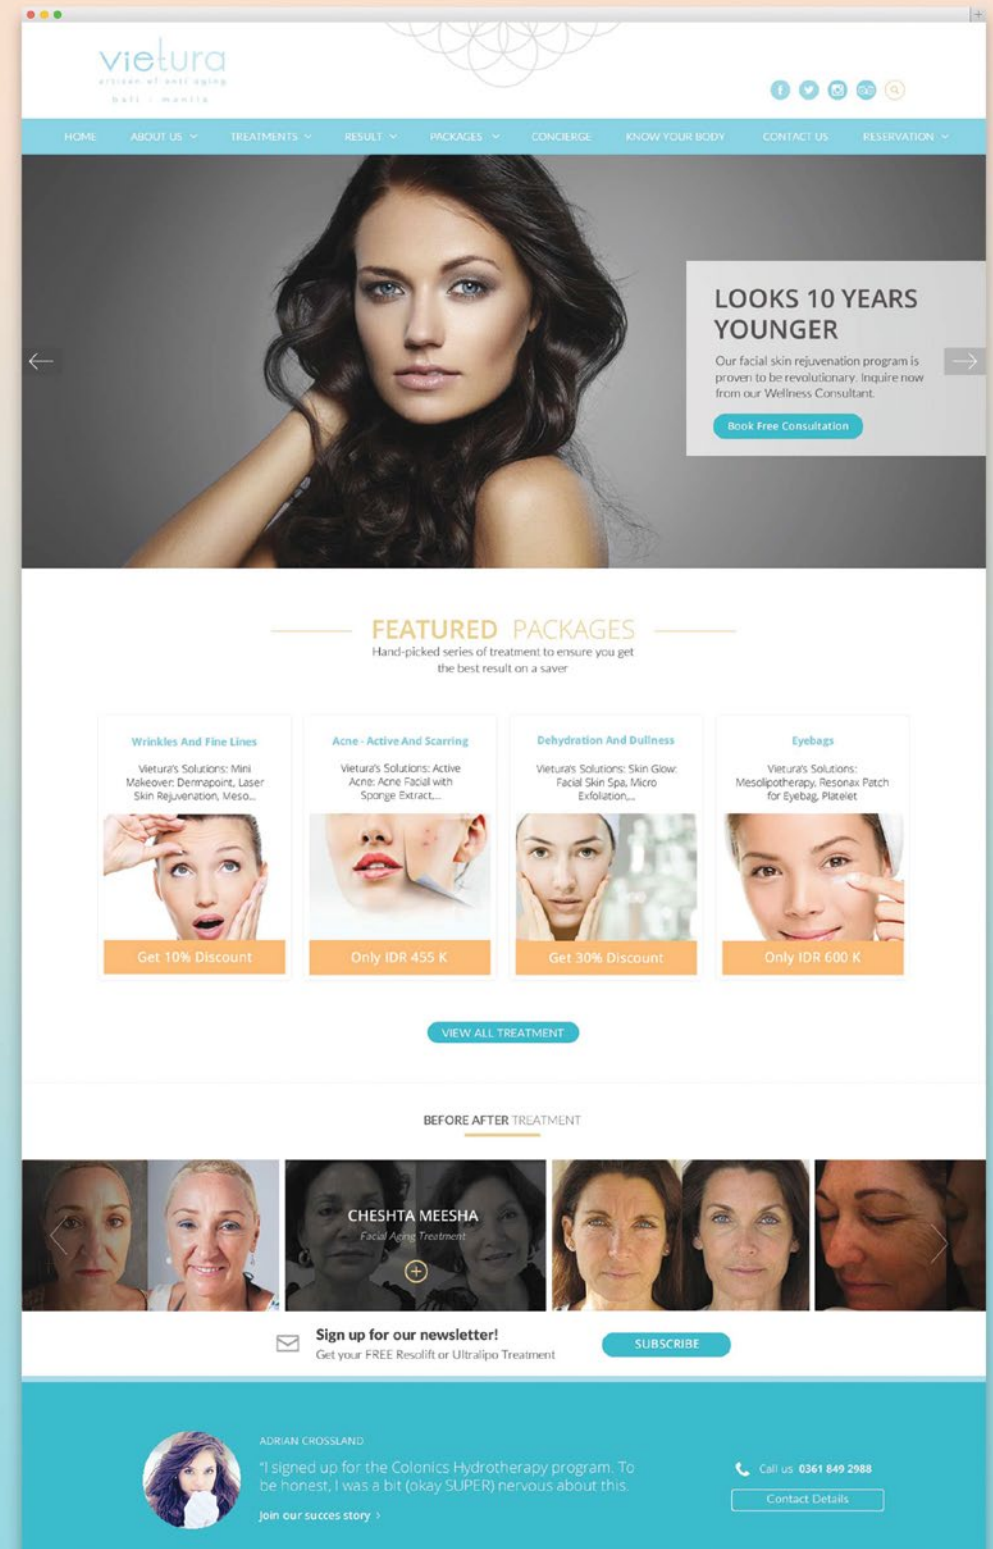 vietura
artisan of anti aging
bali : manila
HOME ABOUT US TREATMENTS RESULT PACKAGES CONCIERGE KNOW YOUR BODY CONTACT US RESERVATION
LOOKS 10 YEARS
YOUNGER
Our facial skin rejuvenation program is
proven to be revolutionary. Inquire now
from our Wellness Consultant.
Book Free Consultation
FEATURED PACKAGES
Hand-picked series of treatment to ensure you get
the best result on a saver
Wrinkles And Fine Lines
Vietura's Solutions: Mini
Makeover: Dermapoint, Laser
Skin Rejuvenation, Meso...
Get 10% Discount
Acne - Active And Scarring
Vietura's Solutions: Active
Acne: Acne Facial with
Sponge Extract,...
Only IDR 455 K
Dehydration And Dullness
Vietura's Solutions: Skin Glow:
Facial Skin Spa, Micro
Exfoliation,...
Get 30% Discount
Eyebags
Vietura's Solutions:
Mesolipotherapy, Resonax Patch
for Eyebag, Platelet
Only IDR 600 K
VIEW ALL TREATMENT
BEFORE AFTER TREATMENT
CHESHTA MEESHA
Facial Aging Treatment
Sign up for our newsletter!
Get your FREE Resolift or Ultralipo Treatment
SUBSCRIBE
ADRIAN CROSSLAND
"I signed up for the Colonics Hydrotherapy program. To
be honest, I was a bit (okay SUPER) nervous about this.
Join our succes story >
Call us 0361 849 2988
Contact Details